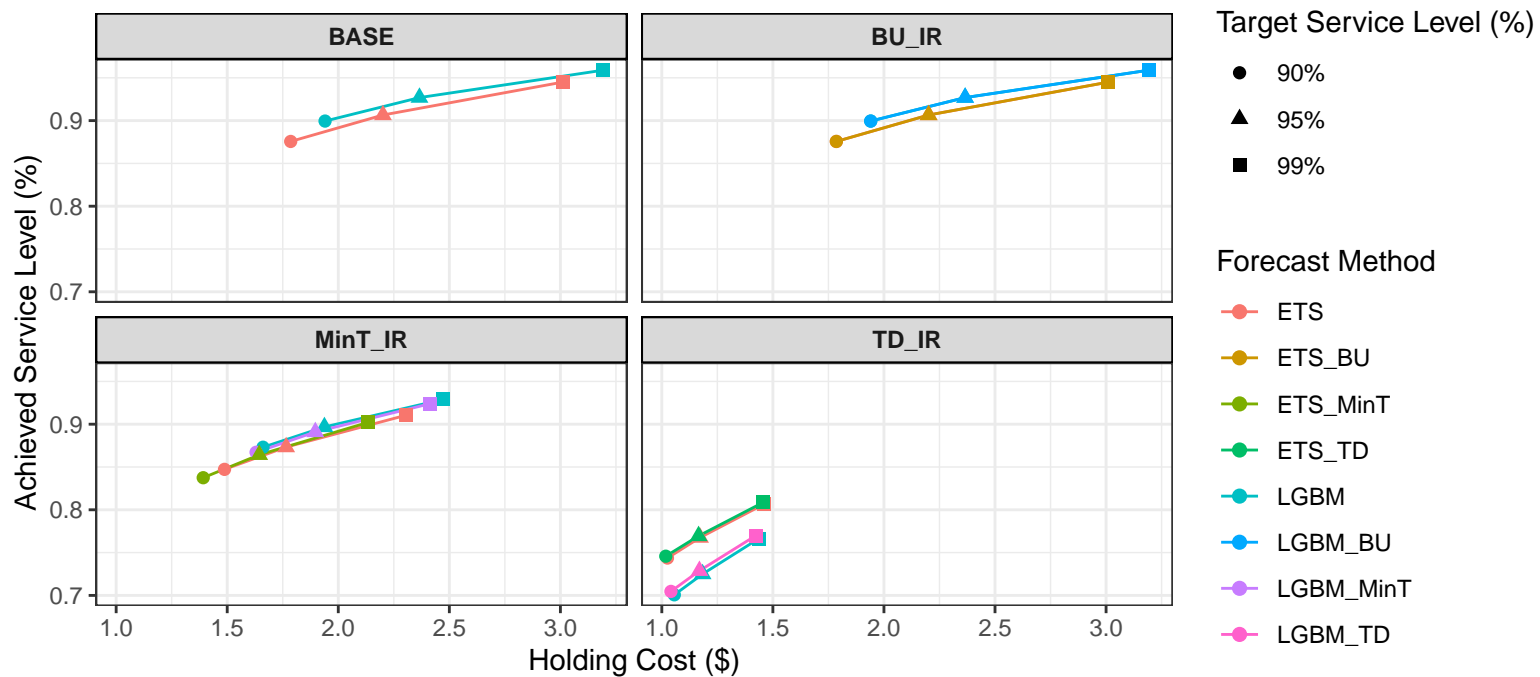 BASE
BU_IR
0.9
0.8
0.7
MinT_IR
TD_IR
0.9
0.8
0.7
1.0 1.5 2.0 2.5 3.0
1.0 1.5 2.0 2.5 3.0
Holding Cost ($)
Achieved Service Level (%)
Target Service Level (%)
90%
95%
99%
Forecast Method
ETS
ETS_BU
ETS_MinT
ETS_TD
LGBM
LGBM_BU
LGBM_MinT
LGBM_TD